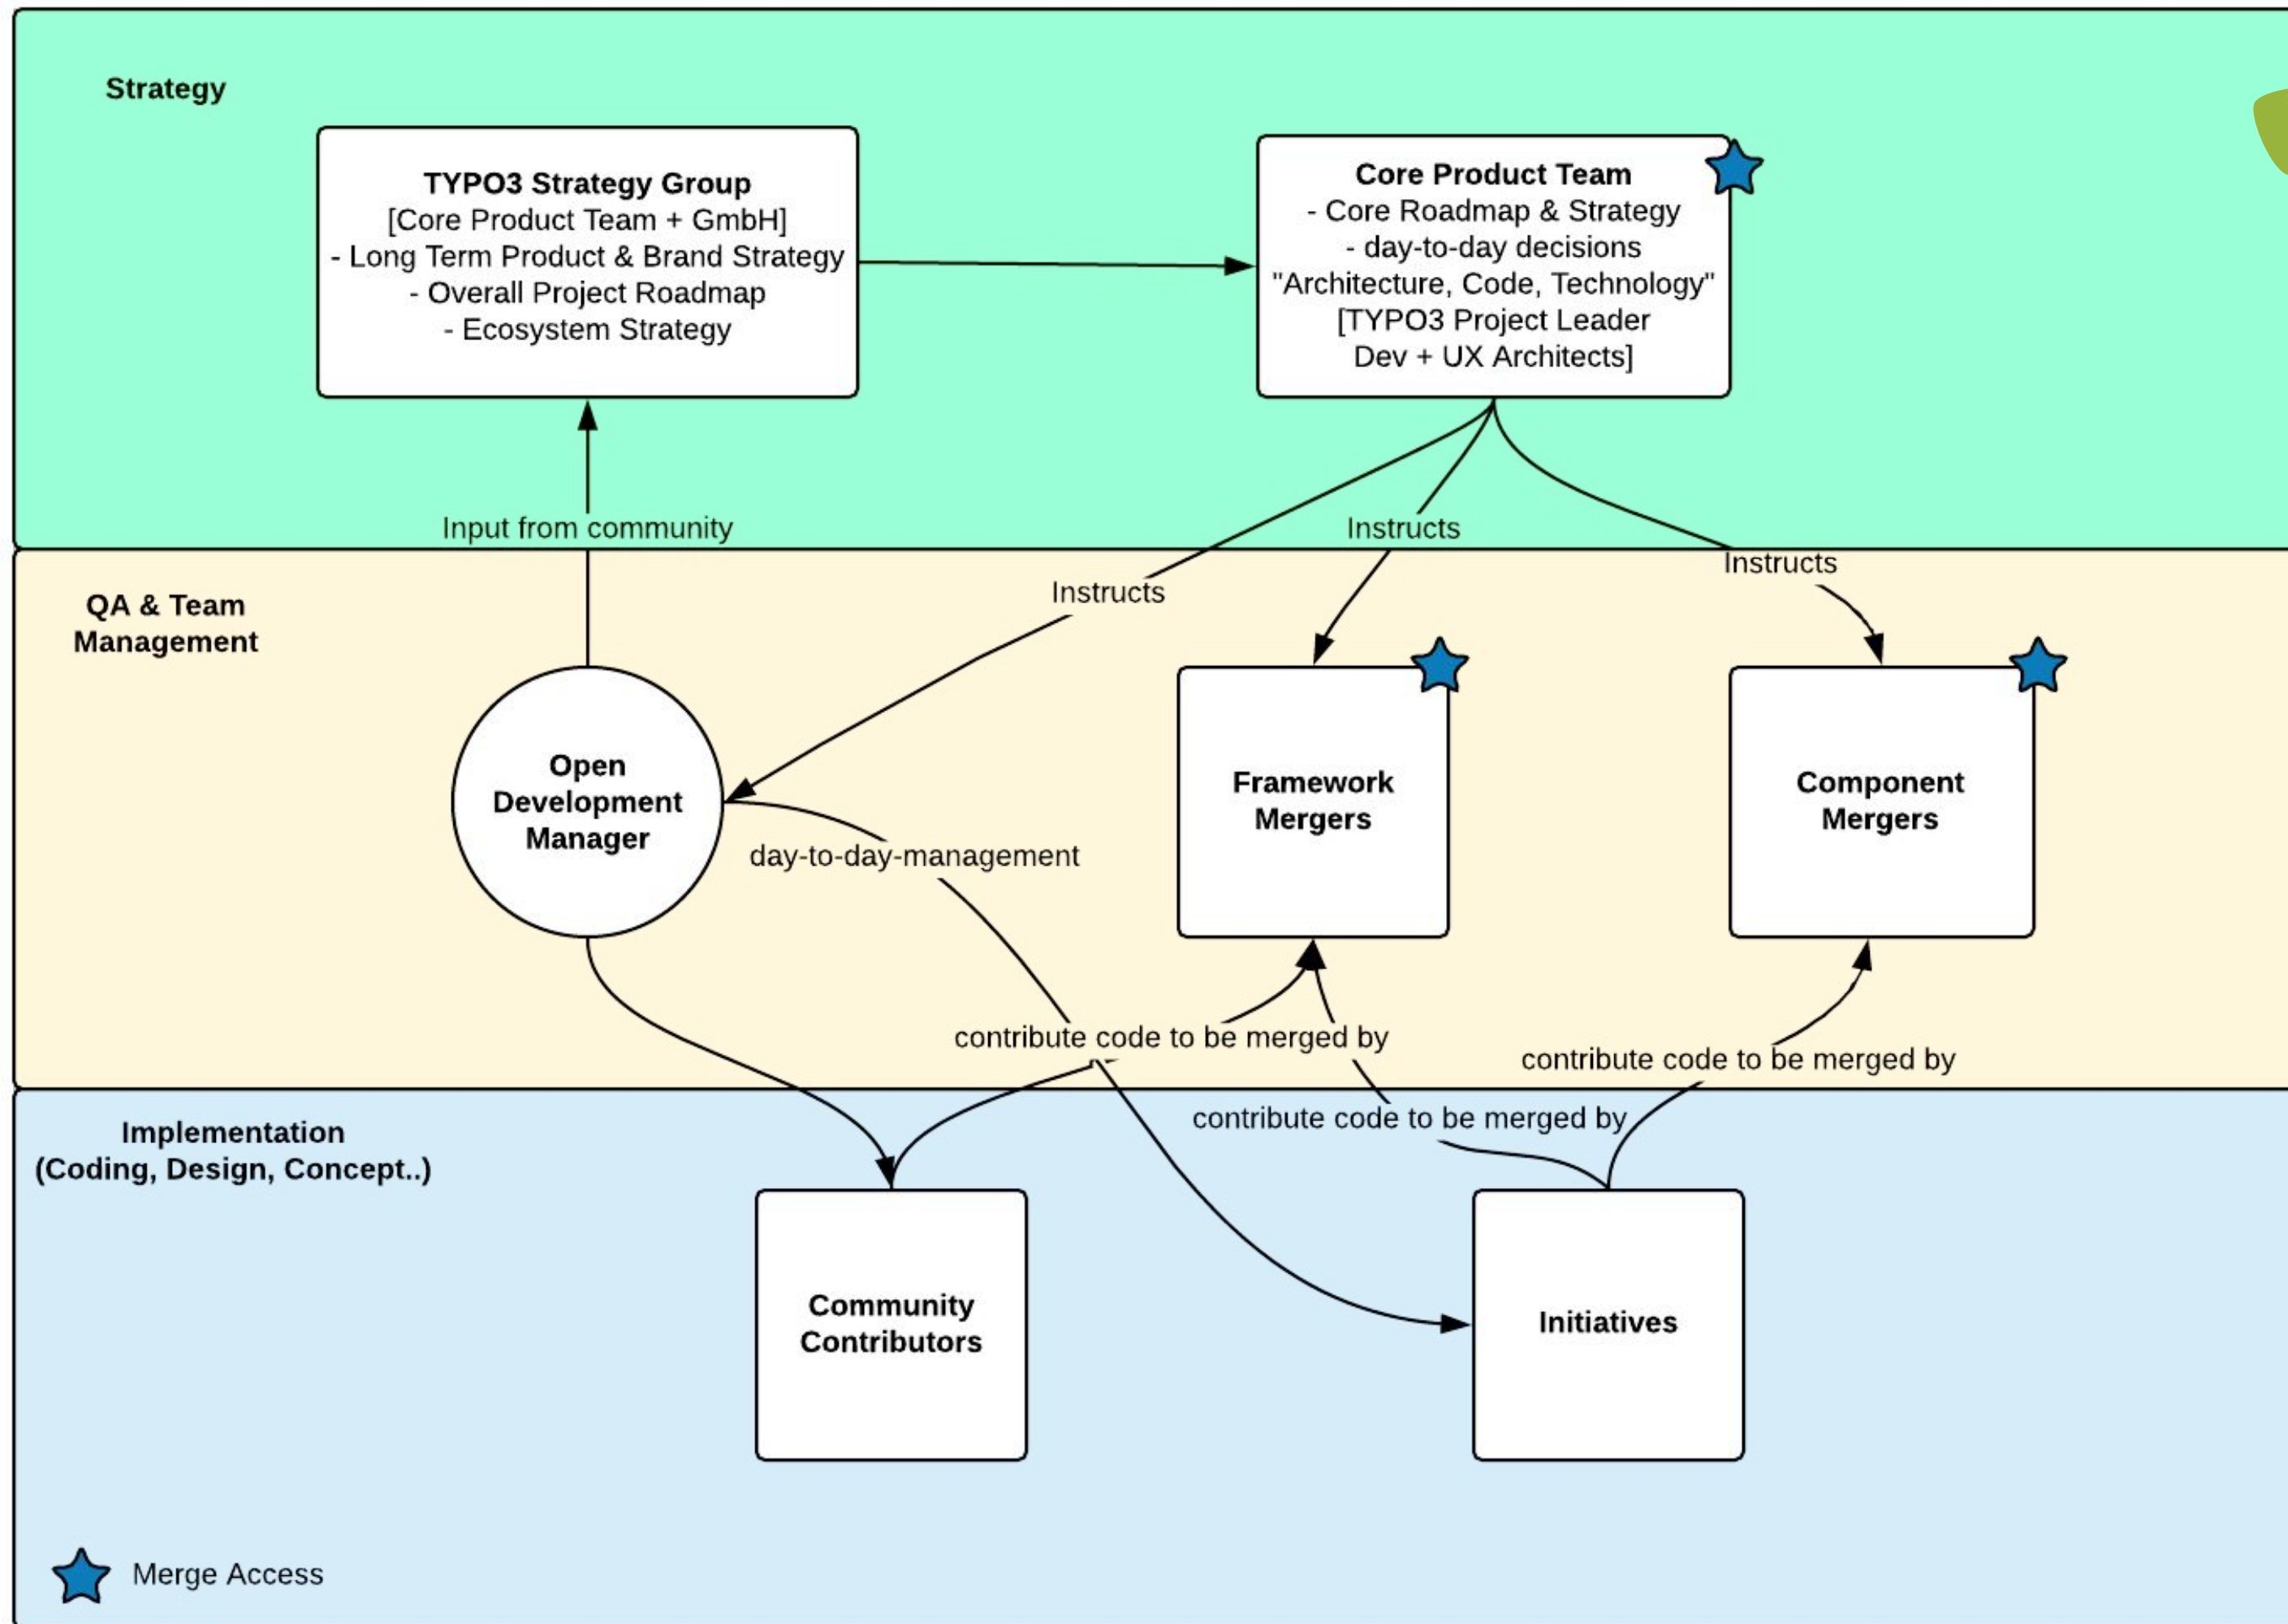 Strategy
TYPO3 Strategy Group
[Core Product Team + GmbH]
- Long Term Product & Brand Strategy
- Overall Project Roadmap
- Ecosystem Strategy
Core Product Team
- Core Roadmap & Strategy
- day-to-day decisions
"Architecture, Code, Technology"
[TYPO3 Project Leader
Dev + UX Architects]
Input from community
Instructs
Instructs
Instructs
QA & Team
Management
Open
Development
Manager
Framework
Mergers
Component
Mergers
day-to-day-management
contribute code to be merged by
contribute code to be merged by
contribute code to be merged by
Implementation
(Coding, Design, Concept..)
Community
Contributors
Initiatives
Merge Access